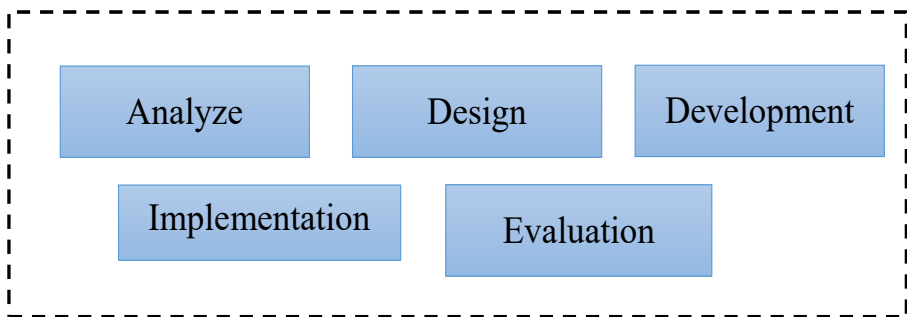 Analyze
Design
Development
Implementation
Evaluation